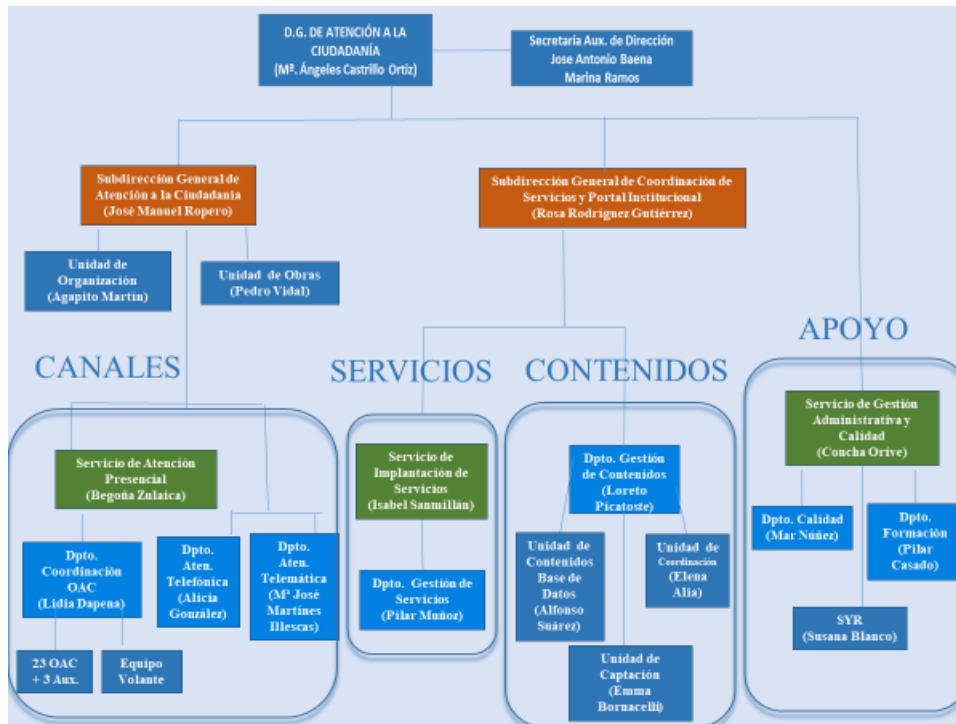 D.G. DE ATENCIÓN A LA
CIUDADANÍA
(Mª. Ángeles Castrillo Ortiz)
Secretaría Aux. de Dirección
Jose Antonio Baena
Marina Ramos
Subdirección General de
Atención a la Ciudadanía
(José Manuel Ropero)
Subdirección General de Coordinación de
Servicios y Portal Institucional
(Rosa Rodríguez Gutiérrez)
Unidad de
Organización
(Agapito Martín)
Unidad de Obras
(Pedro Vidal)
CANALES
SERVICIOS
CONTENIDOS
APOYO
Servicio de Atención
Presencial
(Begoña Zulaica)
Dpto.
Coordinación
OAC
(Lidia Dapena)
Dpto.
Aten.
Telefónica
(Alicia
González)
Dpto.
Aten.
Telemática
(Mª José
Martines
Illescas)
23 OAC
+ 3 Aux.
Equipo
Volante
Servicio de
Implantación de
Servicios
(Isabel Sanmillán)
Dpto. Gestión de
Servicios
(Pilar Muñoz)
Dpto. Gestión
de Contenidos
(Loreto
Picatoste)
Unidad de
Contenidos
Base de
Datos
(Alfonso
Suárez)
Unidad de
Coordinación
(Elena
Alia)
Unidad de
Captación
(Emma
Bornacelli)
Servicio de Gestión
Administrativa y
Calidad
(Concha Orive)
Dpto. Calidad
(Mar Núñez)
Dpto.
Formación
(Pilar
Casado)
SYR
(Susana Blanco)